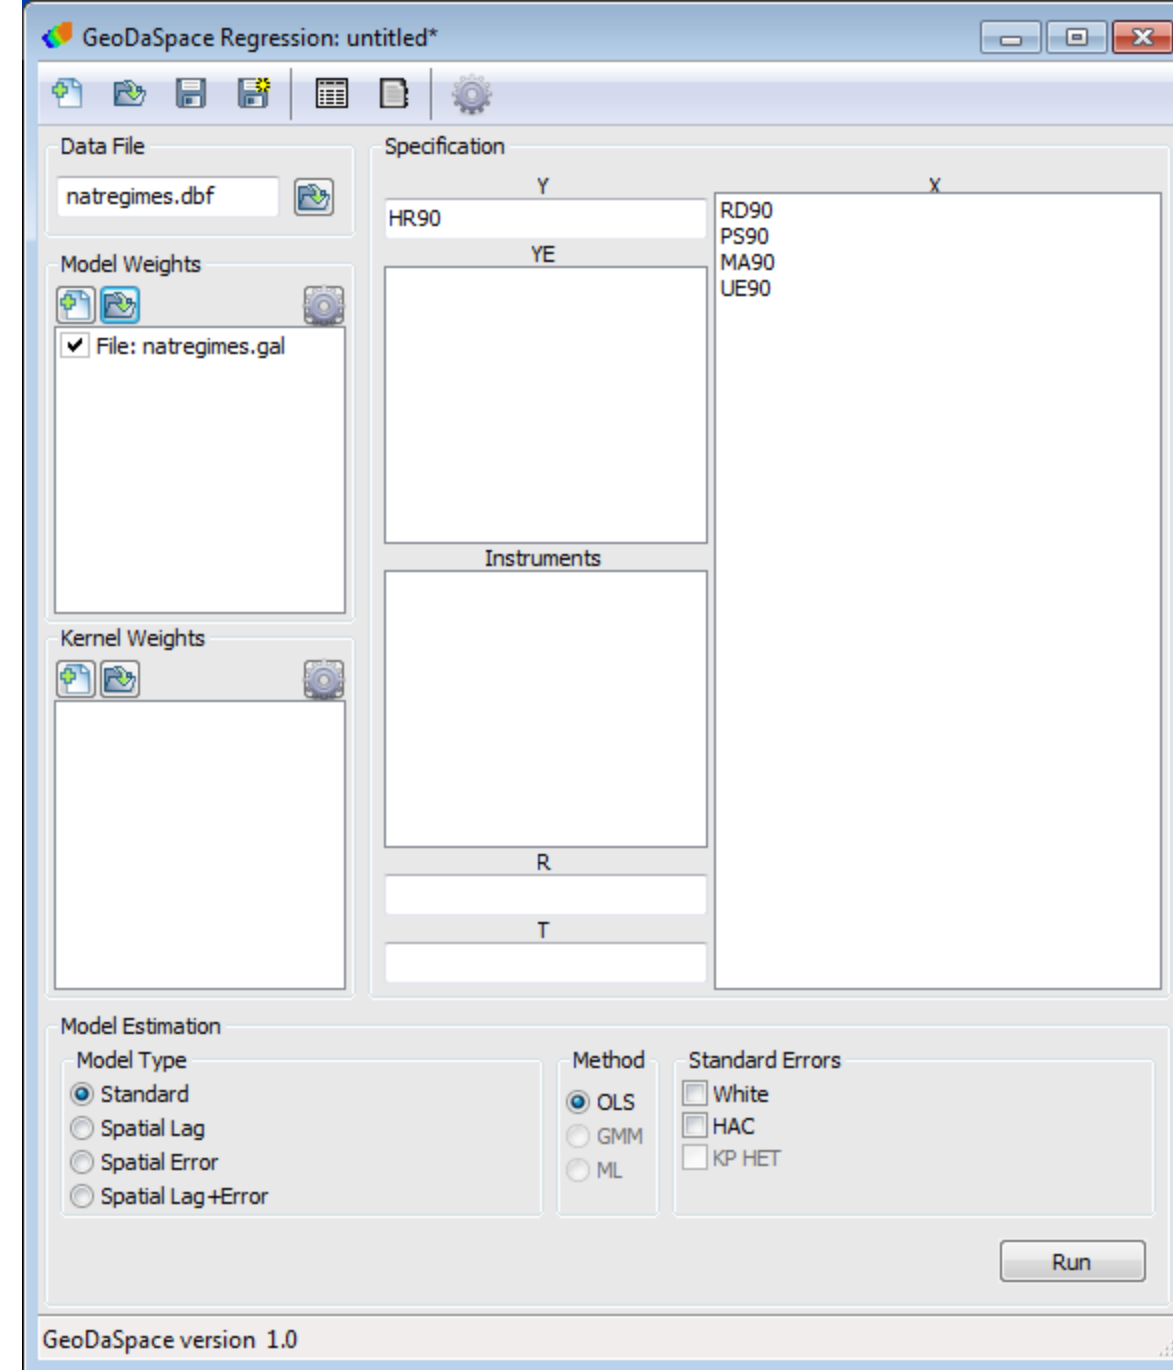 GeoDaSpace Regression: untitled*
Data File
natregimes.dbf
Model Weights
File: natregimes.gal
Kernel Weights
Specification
Y
HR90
YE
Instruments
R
T
X
RD90
PS90
MA90
UE90
Model Estimation
Model Type
Standard
Spatial Lag
Spatial Error
Spatial Lag+Error
Method
OLS
GMM
ML
Standard Errors
White
HAC
KP HET
Run
GeoDaSpace version 1.0